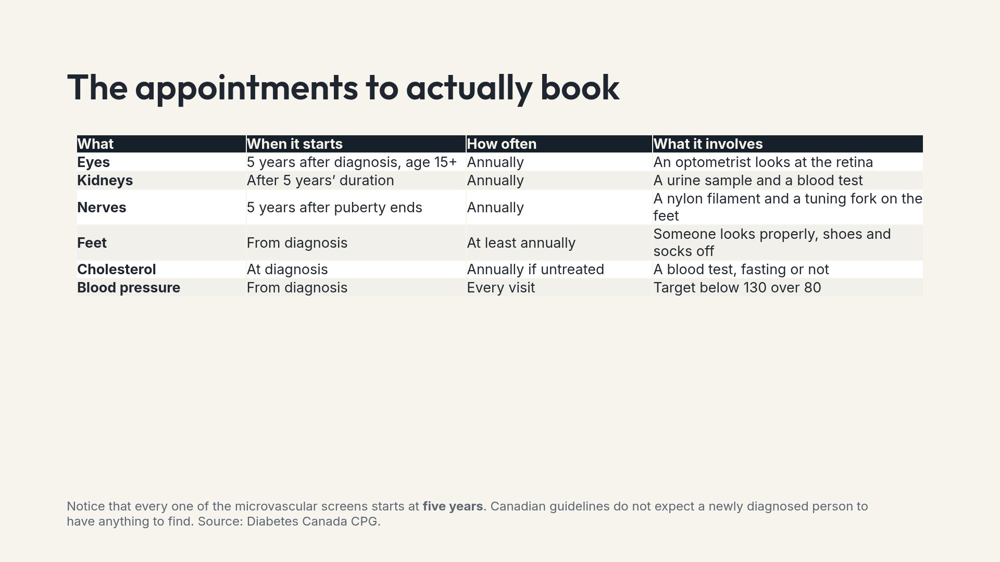 The appointments to actually book
What When it starts How often What it involves
Eyes 5 years after diagnosis, age 15+ Annually An optometrist looks at the retina
Kidneys After 5 years’ duration Annually A urine sample and a blood test
Nerves 5 years after puberty ends Annually A nylon filament and a tuning fork on the
feet
Feet From diagnosis At least annually Someone looks properly, shoes and
socks off
Cholesterol At diagnosis Annually if untreated A blood test, fasting or not
Blood pressure From diagnosis Every visit Target below 130 over 80
Notice that every one of the microvascular screens starts at five years. Canadian guidelines do not expect a newly diagnosed person to
have anything to find. Source: Diabetes Canada CPG.